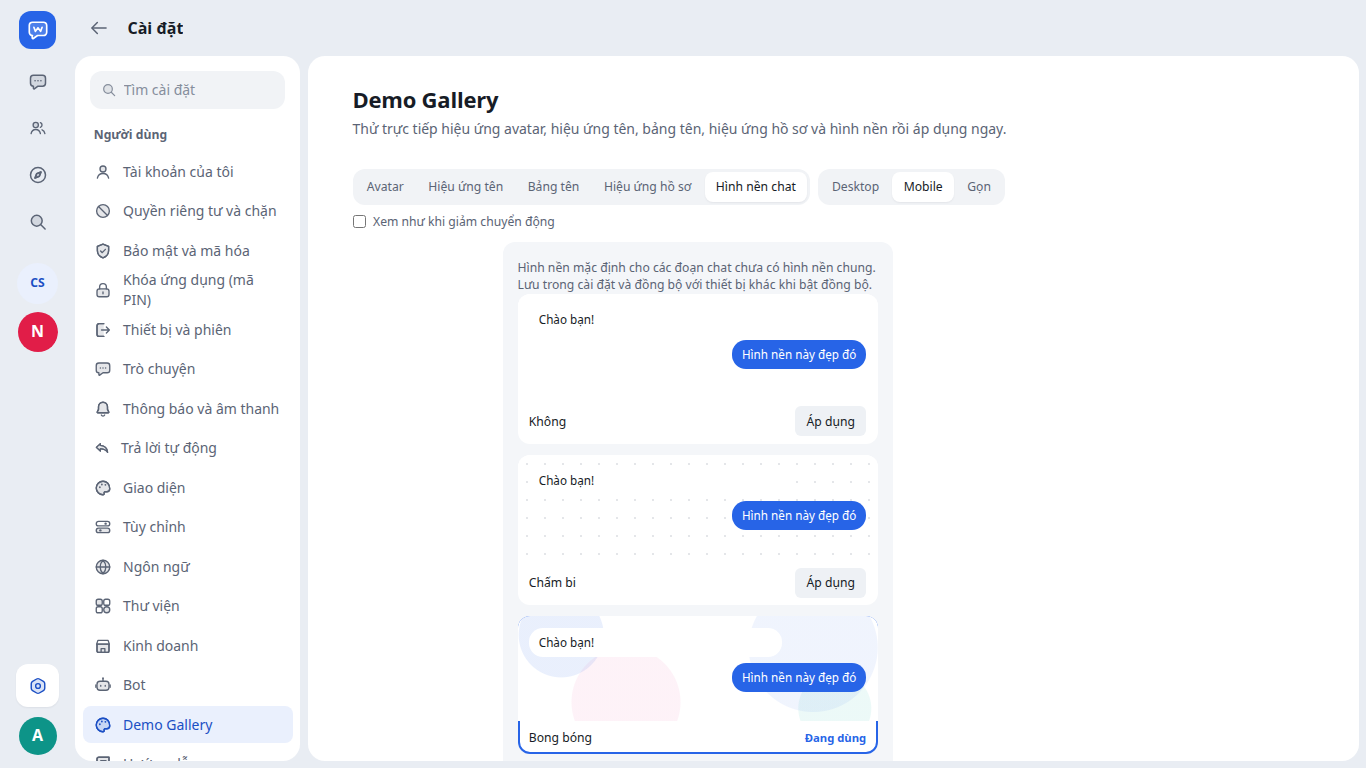 Cài đặt
Tìm cài đặt
Người dùng
Tài khoản của tôi
Quyền riêng tư và chặn
Bảo mật và mã hóa
Khóa ứng dụng (mã
PIN)
Thiết bị và phiên
Trò chuyện
Thông báo và âm thanh
Trả lời tự động
Giao diện
Tùy chỉnh
Ngôn ngữ
Thư viện
Kinh doanh
Bot
Demo Gallery
CS
N
A
Demo Gallery
Thử trực tiếp hiệu ứng avatar, hiệu ứng tên, bảng tên, hiệu ứng hồ sơ và hình nền rồi áp dụng ngay.
Avatar Hiệu ứng tên Bảng tên Hiệu ứng hồ sơ Hình nền chat Desktop Mobile Gọn
Xem như khi giảm chuyển động
Hình nền mặc định cho các đoạn chat chưa có hình nền chung.
Lưu trong cài đặt và đồng bộ với thiết bị khác khi bật đồng bộ.
Chào bạn!
Hình nền này đẹp đó
Không Áp dụng
Chào bạn!
Hình nền này đẹp đó
Chấm bi Áp dụng
Chào bạn!
Hình nền này đẹp đó
Bong bóng Đang dùng